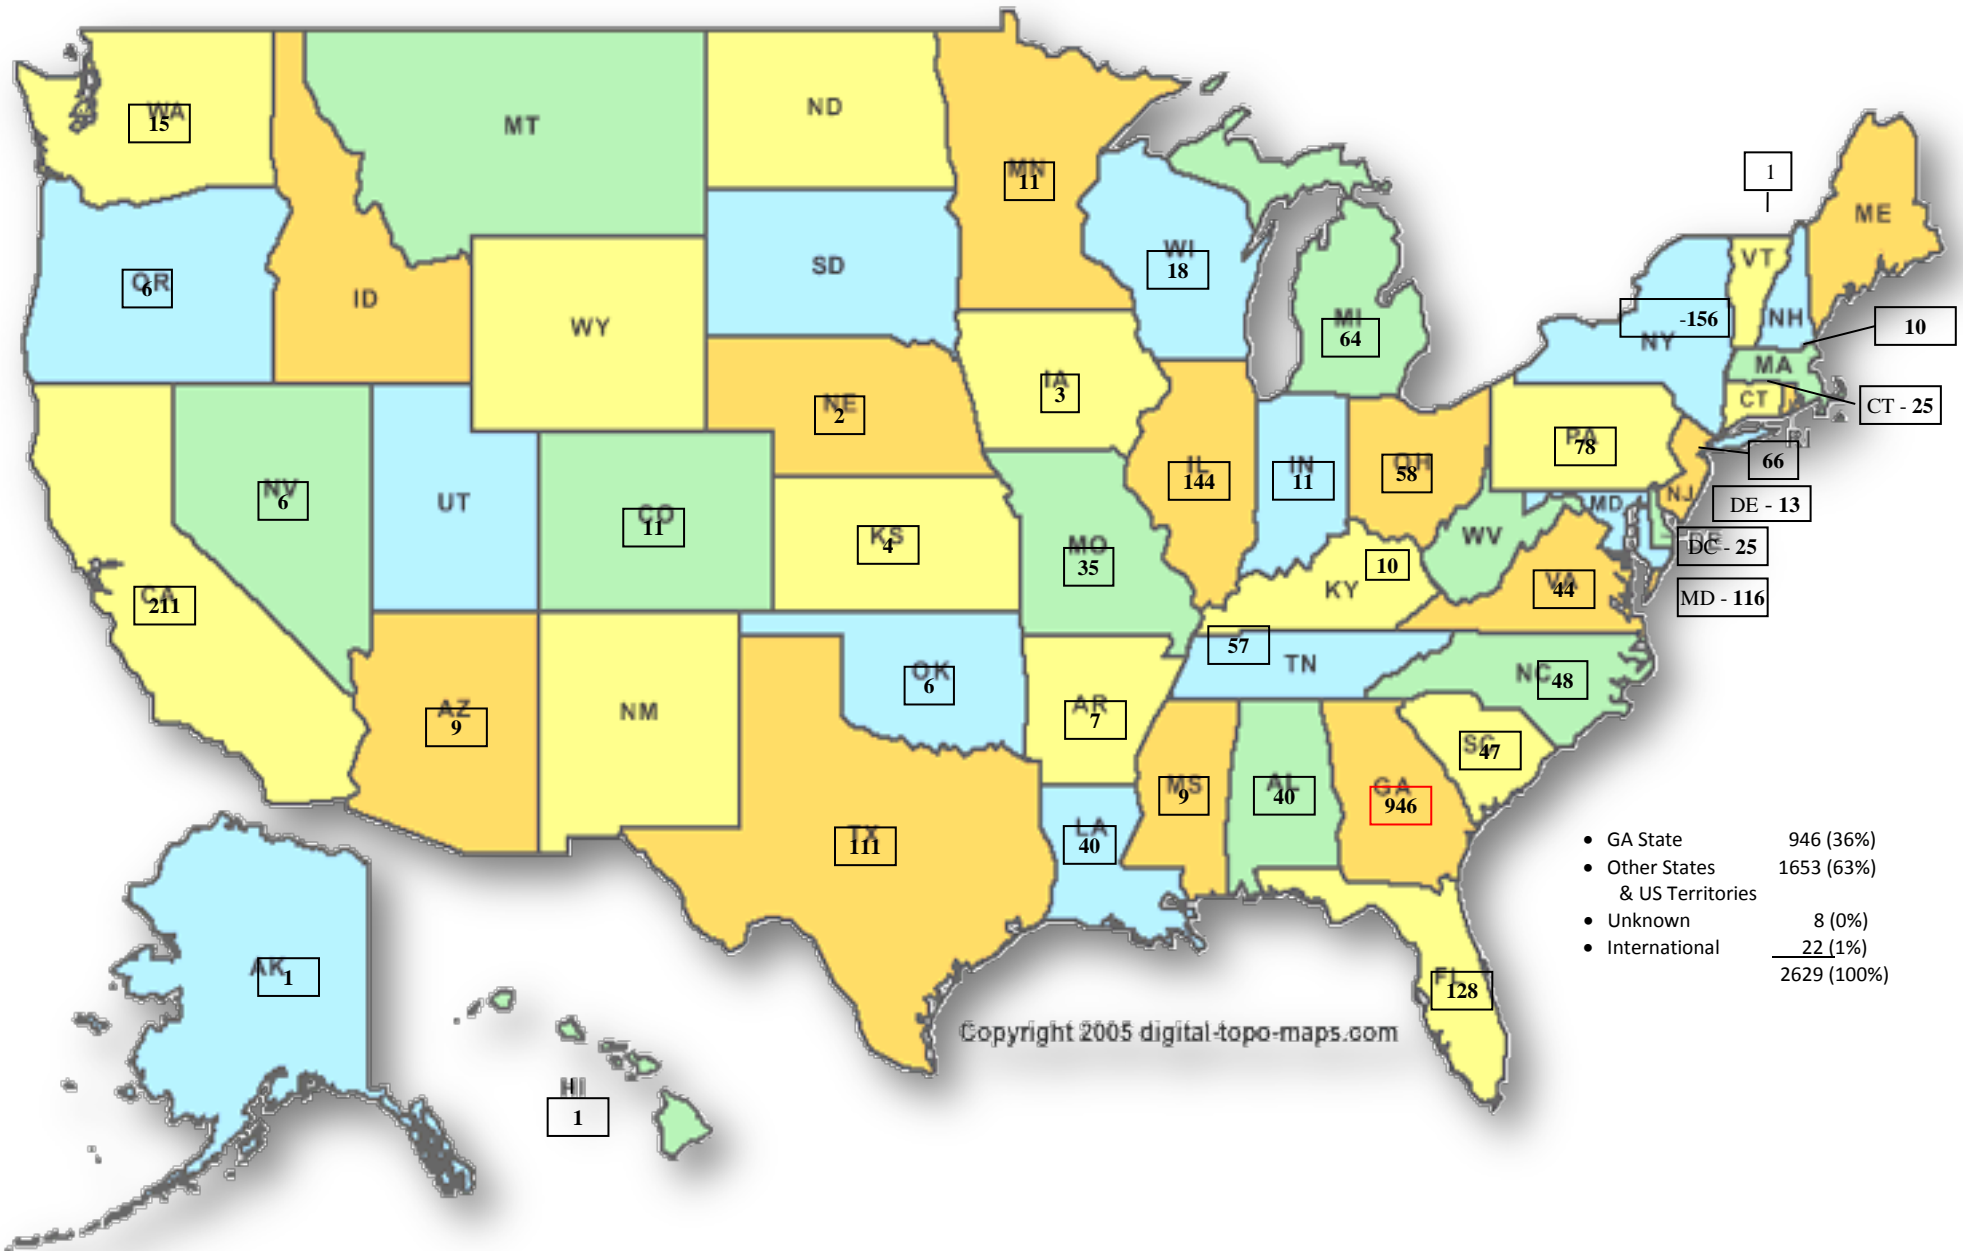 WA
15
MT
ND
MN
11
1
ME
OR
6
ID
SD
WI
18
VT
WY
MI
64
-156
NH
10
NY
IA
3
MA
NE
2
CT
CT - 25
PA
78
RI
66
NV
6
UT
CO
11
KS
4
MO
35
IL
144
IN
11
OH
58
NJ
MD
DE - 13
WV
DC - 25
KY
10
VA
44
MD - 116
CA
211
57
TN
NC
48
AZ
9
NM
OK
6
AR
7
SC
47
TX
111
LA
40
MS
9
AL
40
GA
946
• GA State 946 (36%)
• Other States 1653 (63%)
& US Territories
• Unknown 8 (0%)
• International 22 (1%)
2629 (100%)
AK
1
FL
128
Copyright 2005 digital-topo-maps.com
HI
1